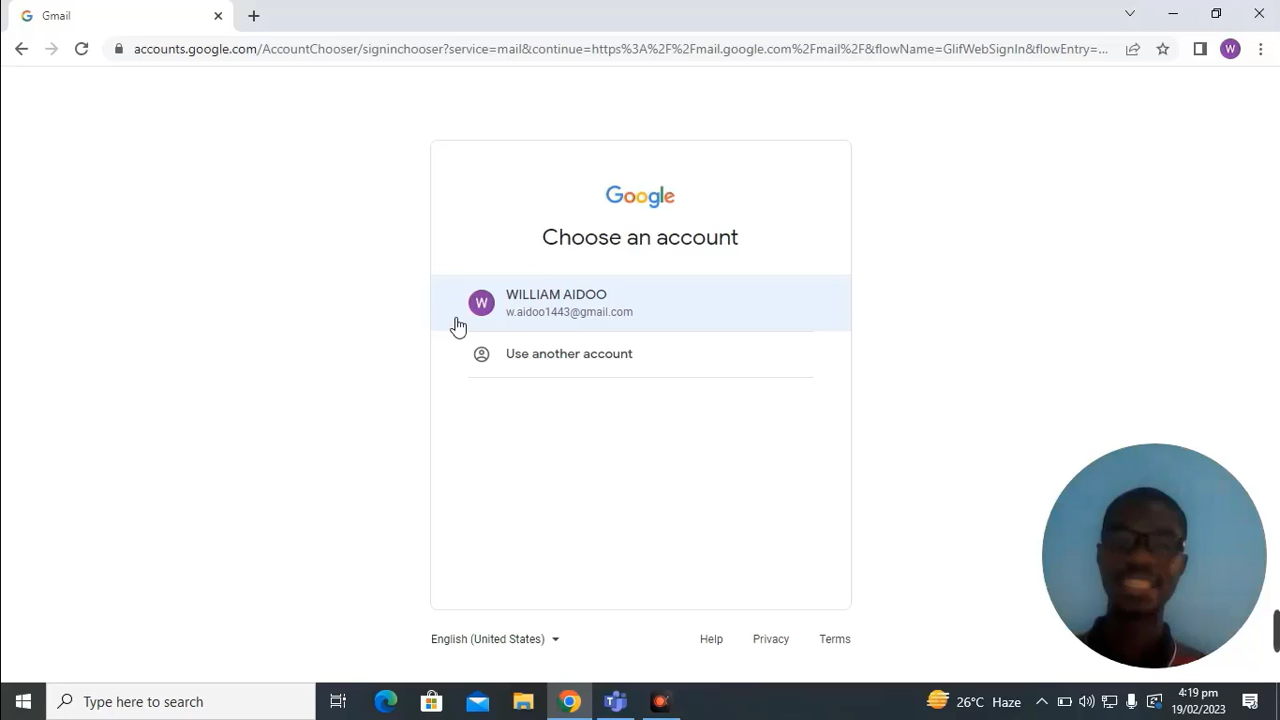 Gmail
accounts.google.com/AccountChooser/signinchooser?service=mail&continue=https%3A%2F%2Fmail.google.com%2Fmail%2F&flowName=GlifWebSignIn&flowEntry=...
W
Google
Choose an account
W
WILLIAM AIDOO
w.aidoo1443@gmail.com
Use another account
English (United States)
Help
Privacy
Terms
Type here to search
26°C Haze
4:19 pm
19/02/2023